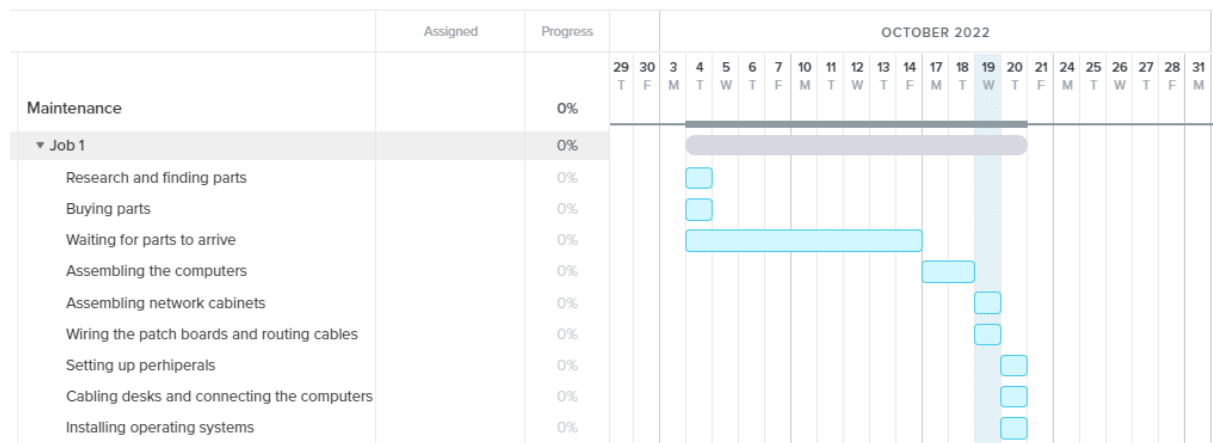 Assigned Progress OCTOBER 2022
29 30 3 4 5 6 7 10 11 12 13 14 17 18 19 20 21 24 25 26 27 28 31
T F M T W T F M T W T F M T W T F M T W T F M
Maintenance 0%
Job 1 0%
Research and finding parts 0%
Buying parts 0%
Waiting for parts to arrive 0%
Assembling the computers 0%
Assembling network cabinets 0%
Wiring the patch boards and routing cables 0%
Setting up perhiperals 0%
Cabling desks and connecting the computers 0%
Installing operating systems 0%